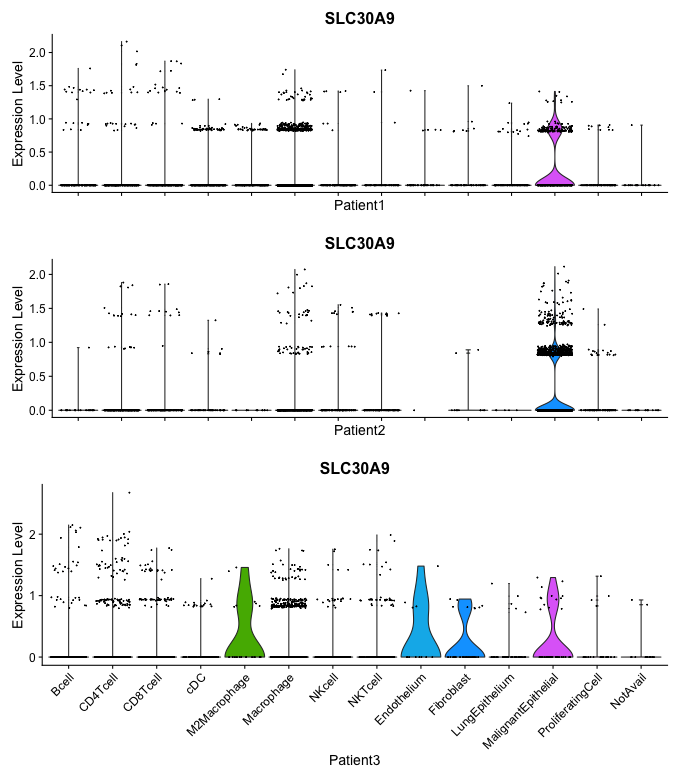 SLC30A9
Expression Level
2.0
1.5
1.0
0.5
0.0
Patient1
SLC30A9
Expression Level
2.0
1.5
1.0
0.5
0.0
Patient2
SLC30A9
Expression Level
2
1
0
Bcell
CD4Tcell
CD8Tcell
cDC
M2Macrophage
Macrophage
NKcell
NKTcell
Endothelium
Fibroblast
LungEpithelium
MalignantEpithelial
ProliferatingCell
NotAvail
Patient3